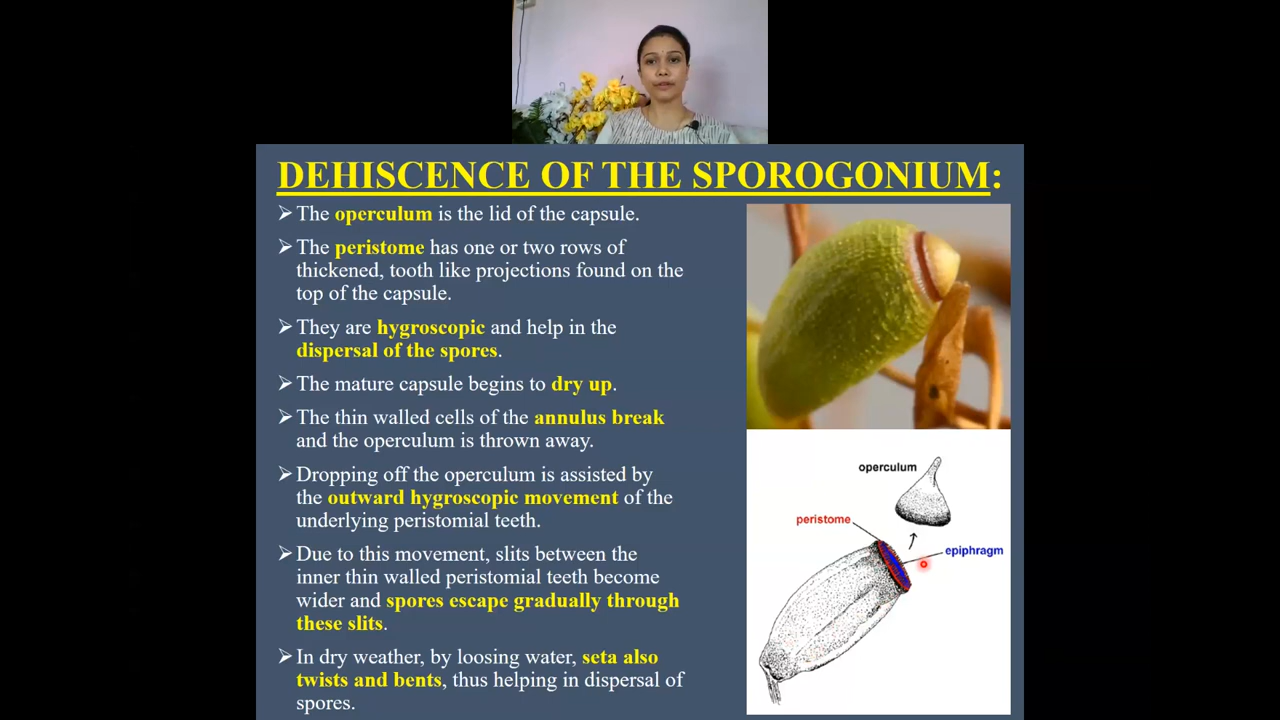 DEHISCENCE OF THE SPOROGONIUM:
The operculum is the lid of the capsule.
The peristome has one or two rows of
thickened, tooth like projections found on the
top of the capsule.
They are hygroscopic and help in the
dispersal of the spores.
The mature capsule begins to dry up.
The thin walled cells of the annulus break
and the operculum is thrown away.
Dropping off the operculum is assisted by
the outward hygroscopic movement of the
underlying peristomial teeth.
Due to this movement, slits between the
inner thin walled peristomial teeth become
wider and spores escape gradually through
these slits.
In dry weather, by loosing water, seta also
twists and bents, thus helping in dispersal of
spores.
operculum
peristome
epiphragm